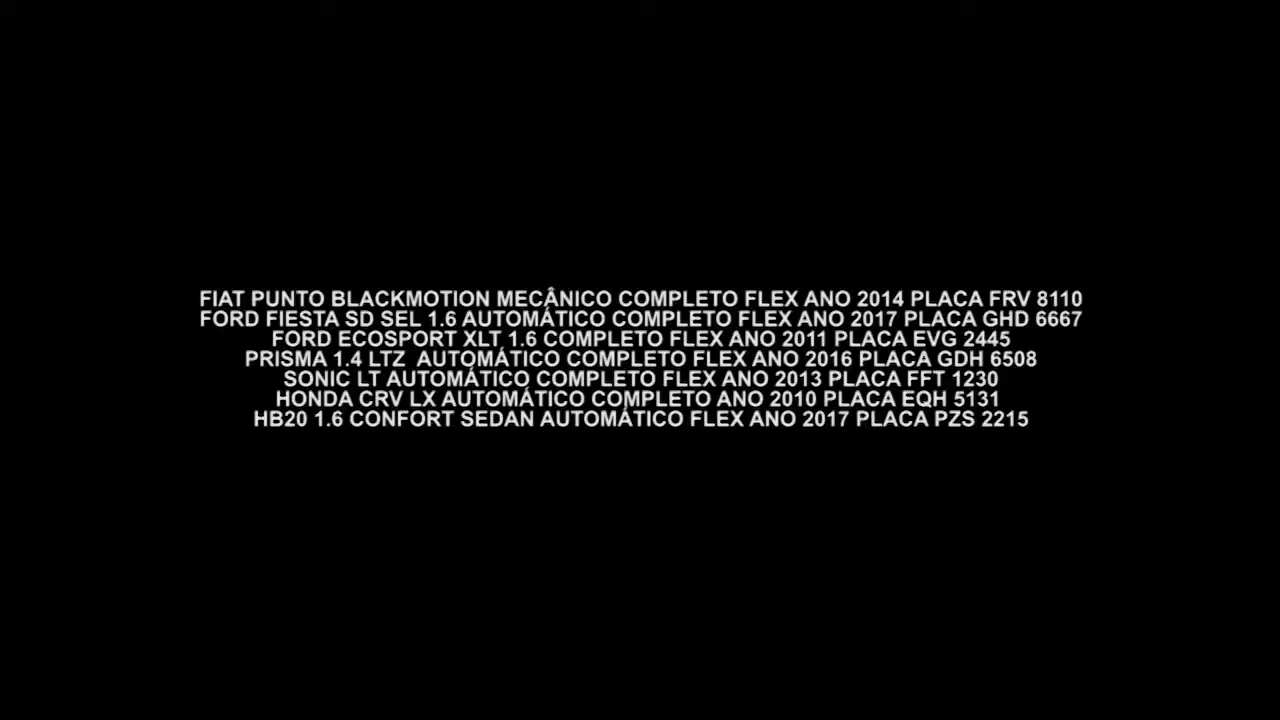 FIAT PUNTO BLACKMOTION MECÂNICO COMPLETO FLEX ANO 2014 PLACA FRV 8110
FORD FIESTA SD SEL 1.6 AUTOMÁTICO COMPLETO FLEX ANO 2017 PLACA GHD 6667
FORD ECOSPORT XLT 1.6 COMPLETO FLEX ANO 2011 PLACA EVG 2445
PRISMA 1.4 LTZ  AUTOMÁTICO COMPLETO FLEX ANO 2016 PLACA GDH 6508
SONIC LT AUTOMÁTICO COMPLETO FLEX ANO 2013 PLACA FFT 1230
HONDA CRV LX AUTOMÁTICO COMPLETO ANO 2010 PLACA EQH 5131
HB20 1.6 CONFORT SEDAN AUTOMÁTICO FLEX ANO 2017 PLACA PZS 2215